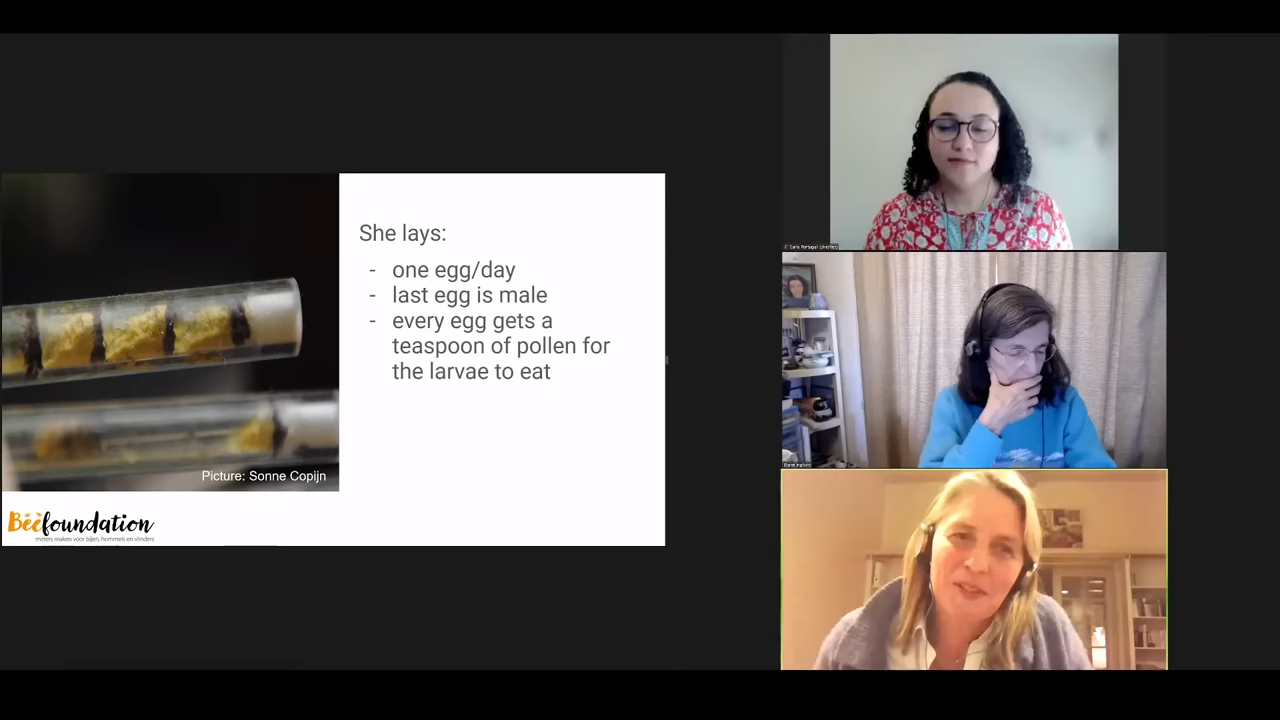 She lays:
- one egg/day
- last egg is male
- every egg gets a
teaspoon of pollen for
the larvae to eat
Picture: Sonne Copijn
Beefoundation
meters maken voor bijen, hommels en vlinders